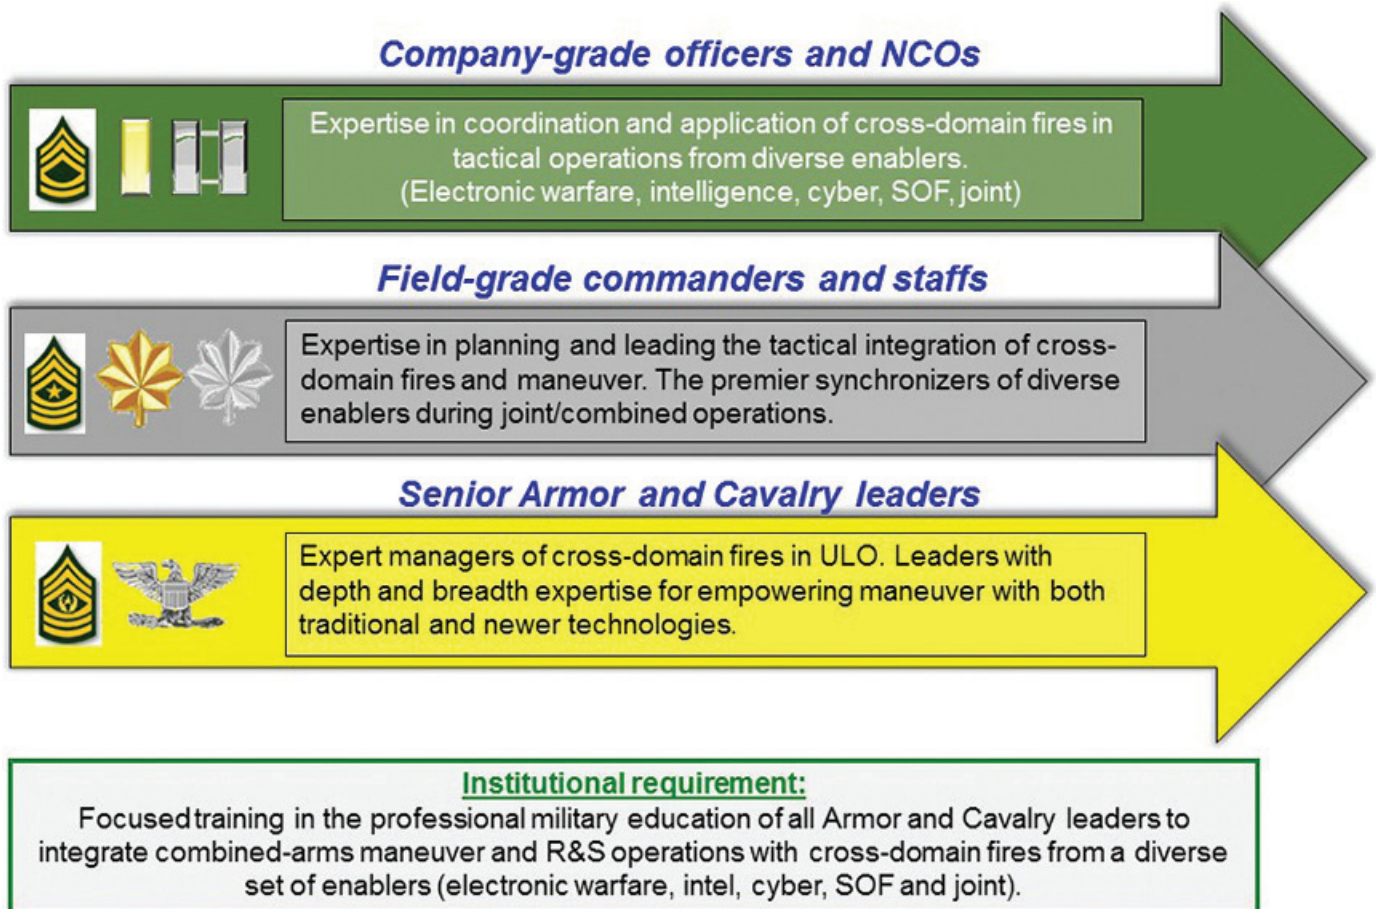 Company-grade officers and NCOs
Expertise in coordination and application of cross-domain fires in
tactical operations from diverse enablers.
(Electronic warfare, intelligence, cyber, SOF, joint)
Field-grade commanders and staffs
Expertise in planning and leading the tactical integration of cross-
domain fires and maneuver. The premier synchronizers of diverse
enablers during joint/combined operations.
Senior Armor and Cavalry leaders
Expert managers of cross-domain fires in ULO. Leaders with
depth and breadth expertise for empowering maneuver with both
traditional and newer technologies.
Institutional requirement:
Focused training in the professional military education of all Armor and Cavalry leaders to
integrate combined-arms maneuver and R&S operations with cross-domain fires from a diverse
set of enablers (electronic warfare, intel, cyber, SOF and joint).